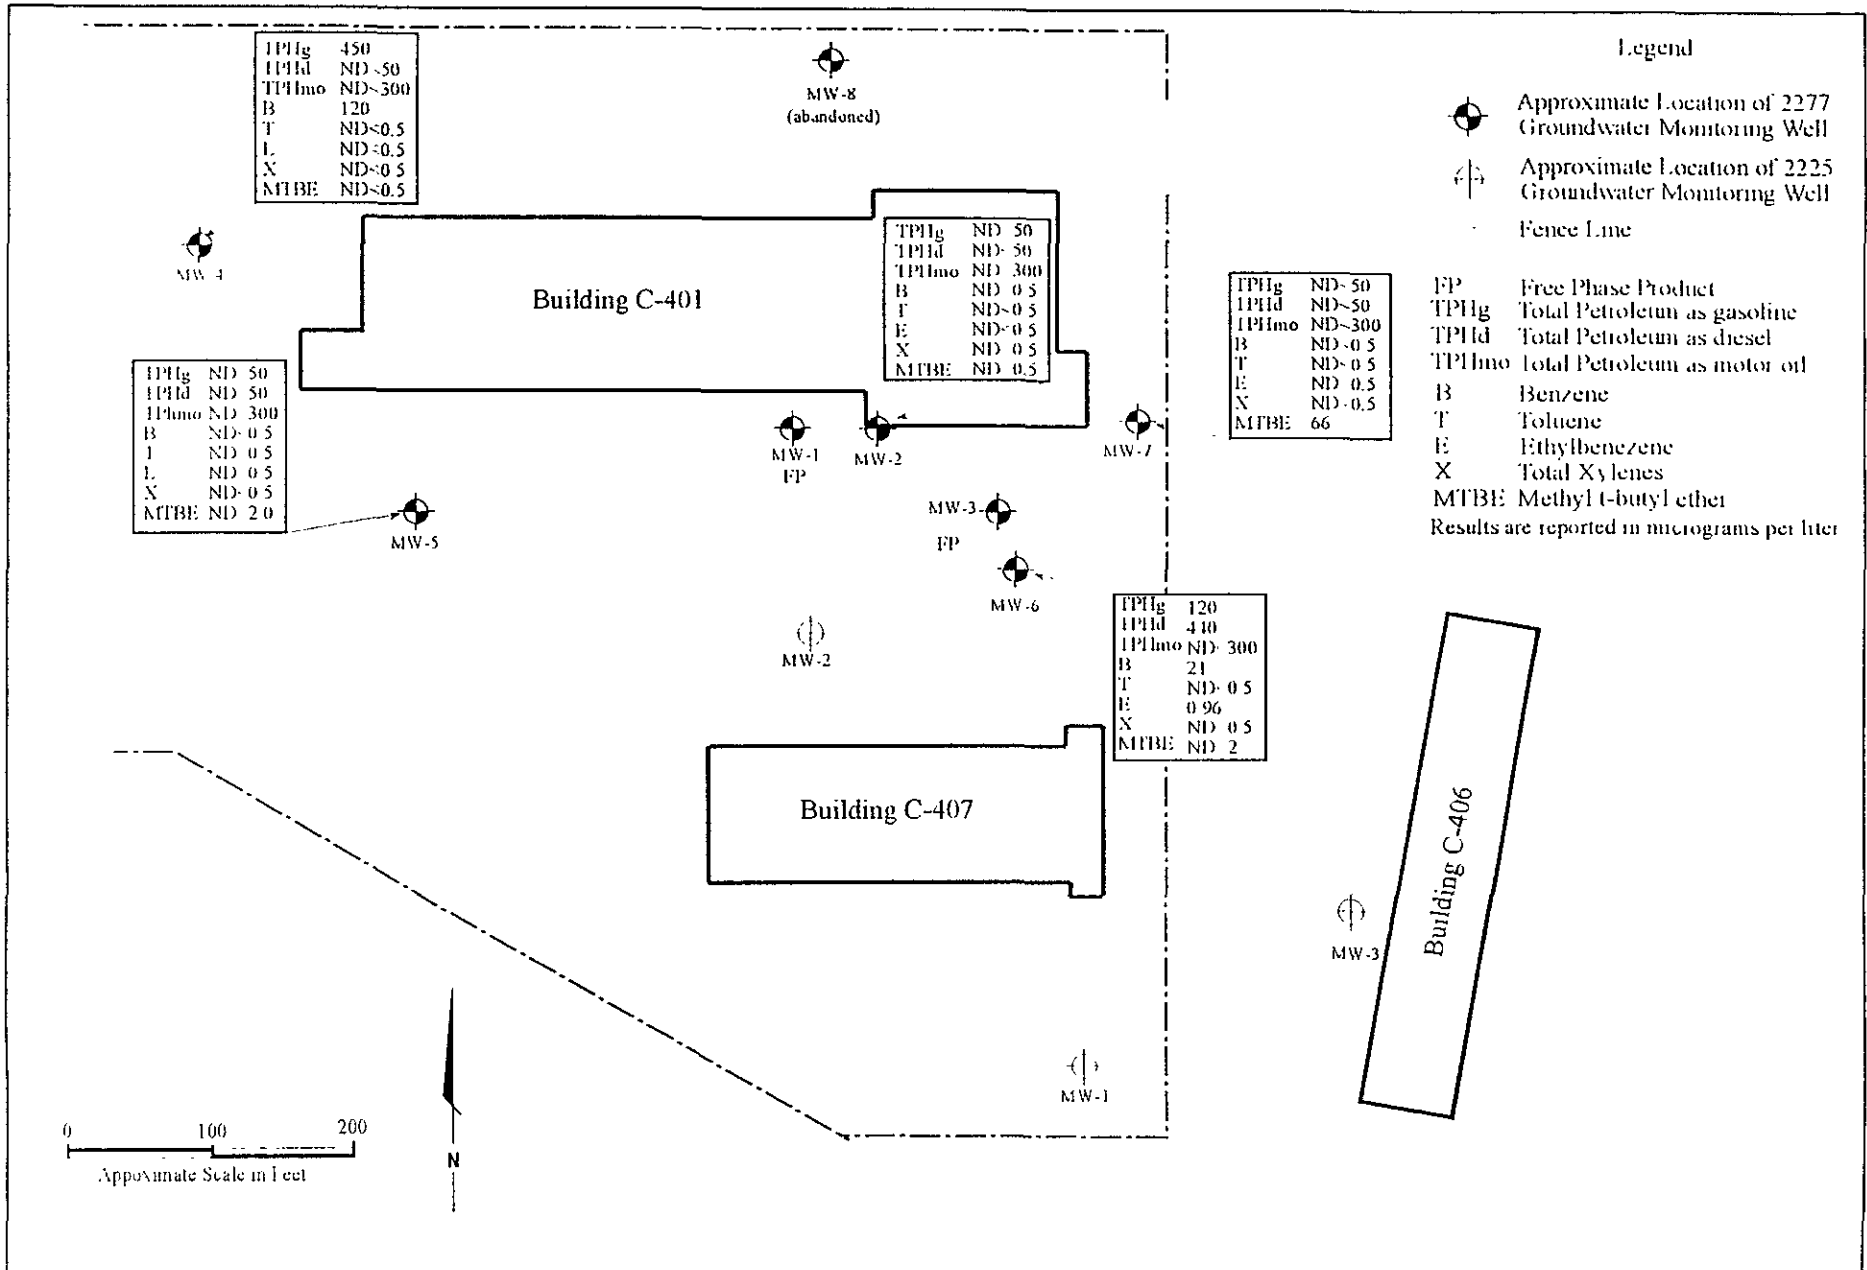 TPHg 450
TPHd ND<50
TPHmo ND<300
B 120
T ND<0.5
E ND<0.5
X ND<0.5
MTBE ND<0.5
MW-8
(abandoned)
MW-4
Building C-401
TPHg ND 50
TPHd ND 50
TPHmo ND 300
B ND 0.5
T ND 0.5
E ND 0.5
X ND 0.5
MTBE ND 0.5
TPHg ND 50
TPHd ND 50
TPHmo ND 300
B ND 0.5
T ND 0.5
E ND 0.5
X ND 0.5
MTBE 66
TPHg ND 50
TPHd ND 50
TPHmo ND 300
B ND 0.5
T ND 0.5
E ND 0.5
X ND 0.5
MTBE ND 2.0
MW-1
FP
MW-2
MW-7
MW-5
MW-3
FP
MW-6
MW-2
TPHg 120
TPHd
TPHmo ND 300
B 21
T ND 0.5
E 0.96
X ND 0.5
MTBE ND 2
Building C-407
Building C-406
MW-3
MW-1
0 100 200
Appoximate Scale in Feet
N
Legend
Approximate Location of 2277
Groundwater Monitoring Well
Approximate Location of 2225
Groundwater Monitoring Well
Fence Line
FP Free Phase Product
TPHg Total Petroleum as gasoline
TPHd Total Petroleum as diesel
TPHmo Total Petroleum as motor oil
B Benzene
T Toluene
E Ethylbenezene
X Total Xylenes
MTBE Methyl t-butyl ether
Results are reported in micrograms per liter